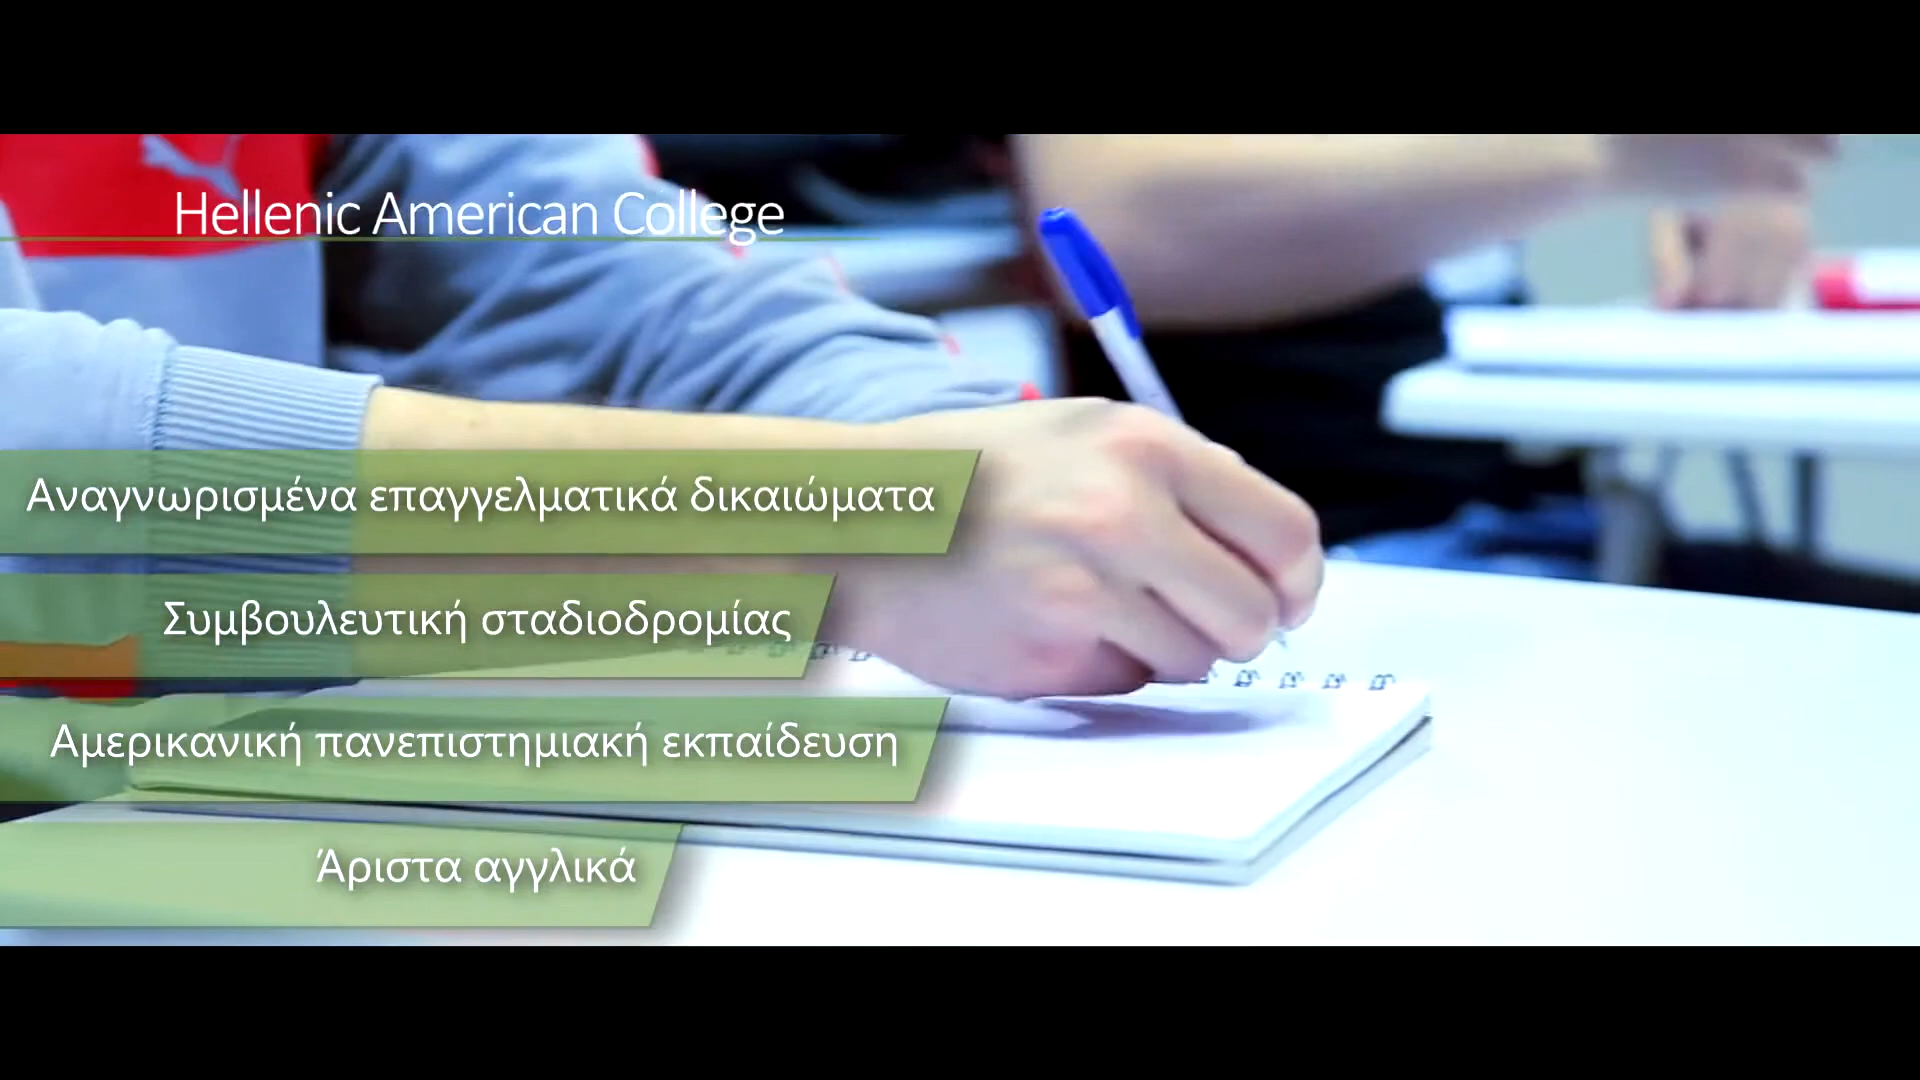 Hellenic American College
Αναγνωρισμένα επαγγελματικά δικαιώματα
Συμβουλευτική σταδιοδρομίας
Αμερικανική πανεπιστημιακή εκπαίδευση
Άριστα αγγλικά